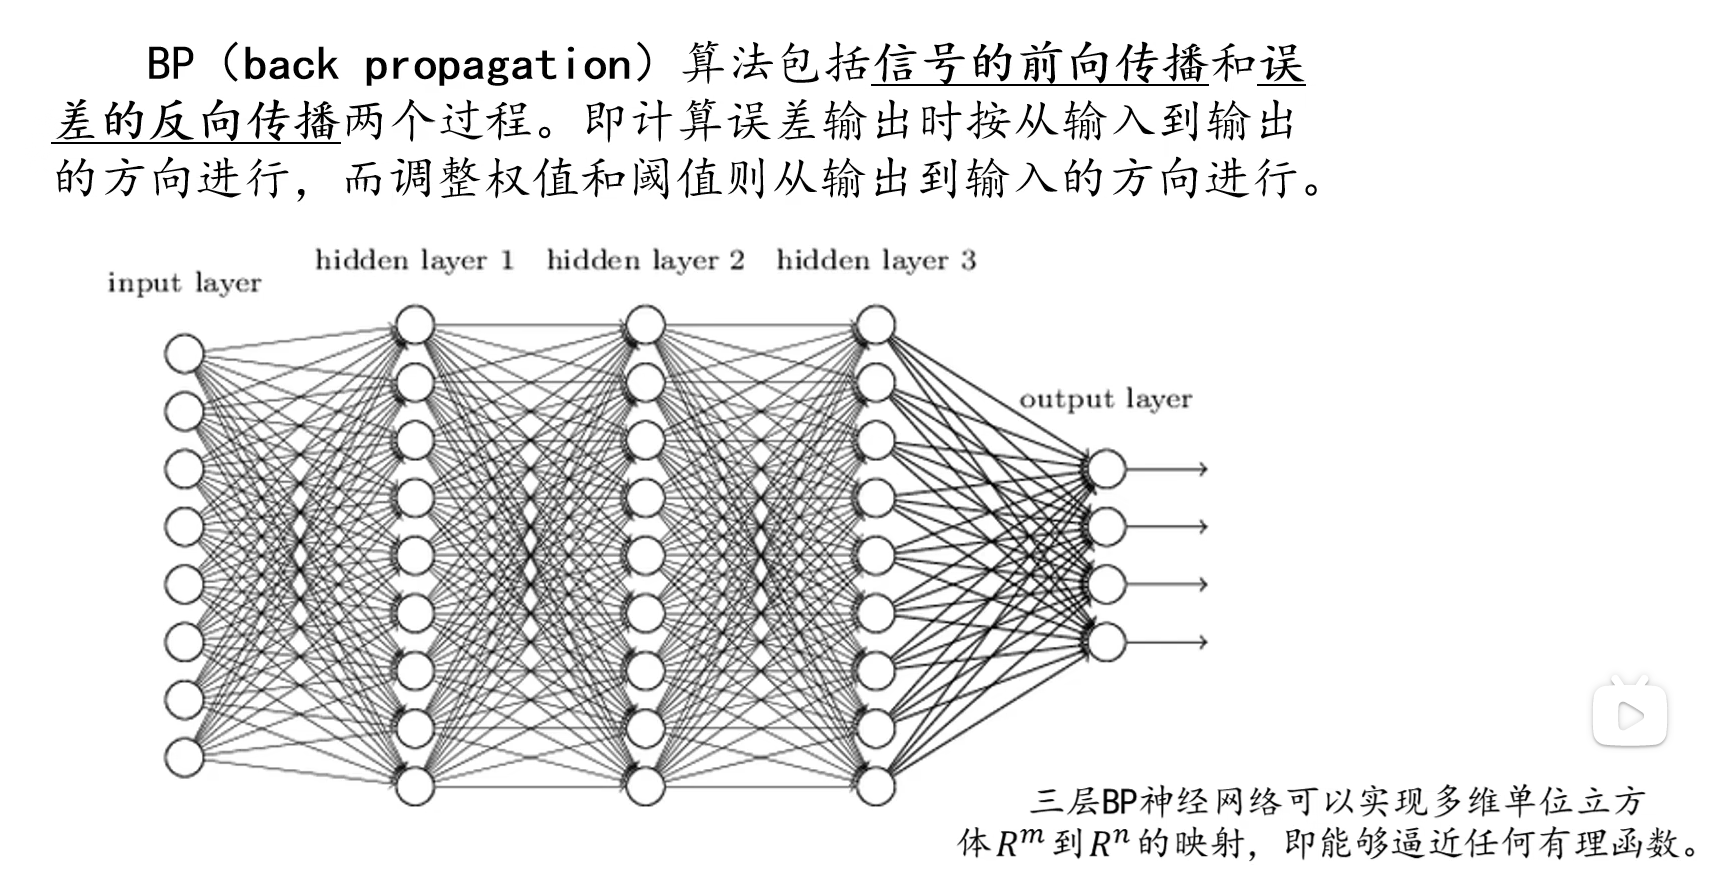 BP（back propagation）算法包括信号的前向传播和误
差的反向传播两个过程。即计算误差输出时按从输入到输出
的方向进行，而调整权值和阈值则从输出到输入的方向进行。
input layer
hidden layer 1
hidden layer 2
hidden layer 3
output layer
三层BP神经网络可以实现多维单位立方
体Rᵐ到Rⁿ的映射，即能够逼近任何有理函数。